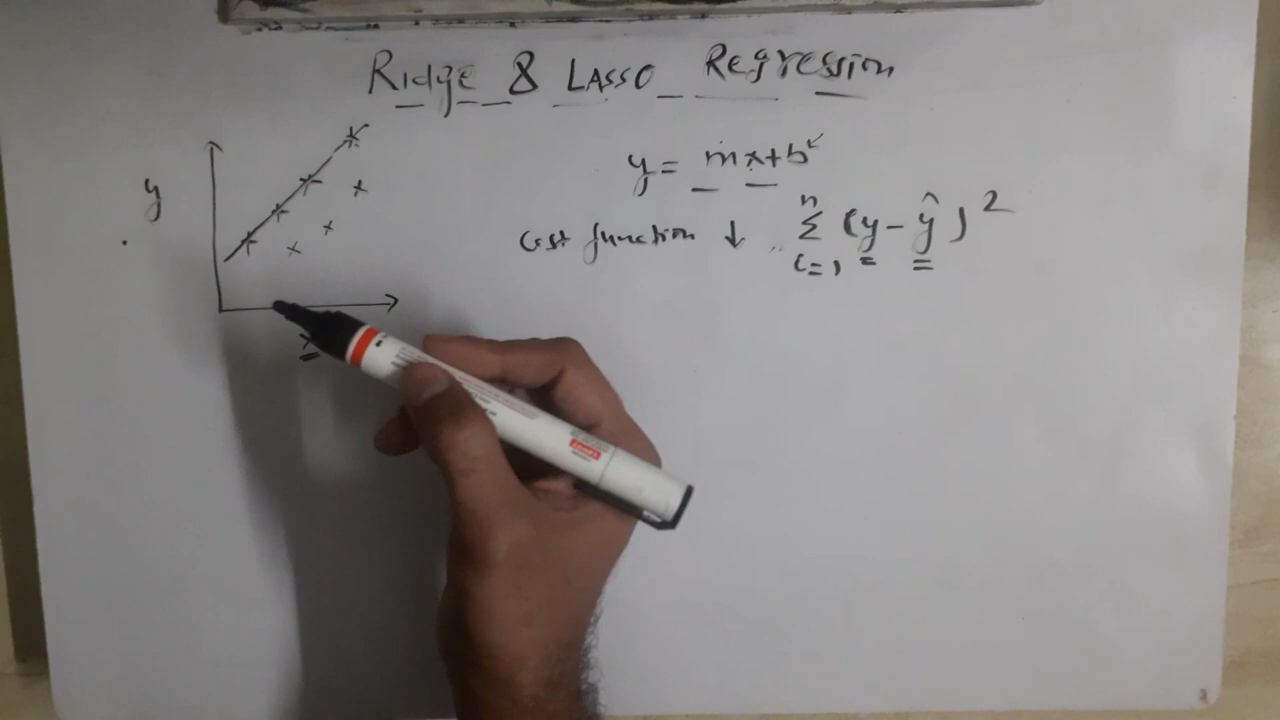 Ridge & Lasso Regression
y = mx+b
Cost function ↓ n Σ i=1 (y-ŷ)²
y
x